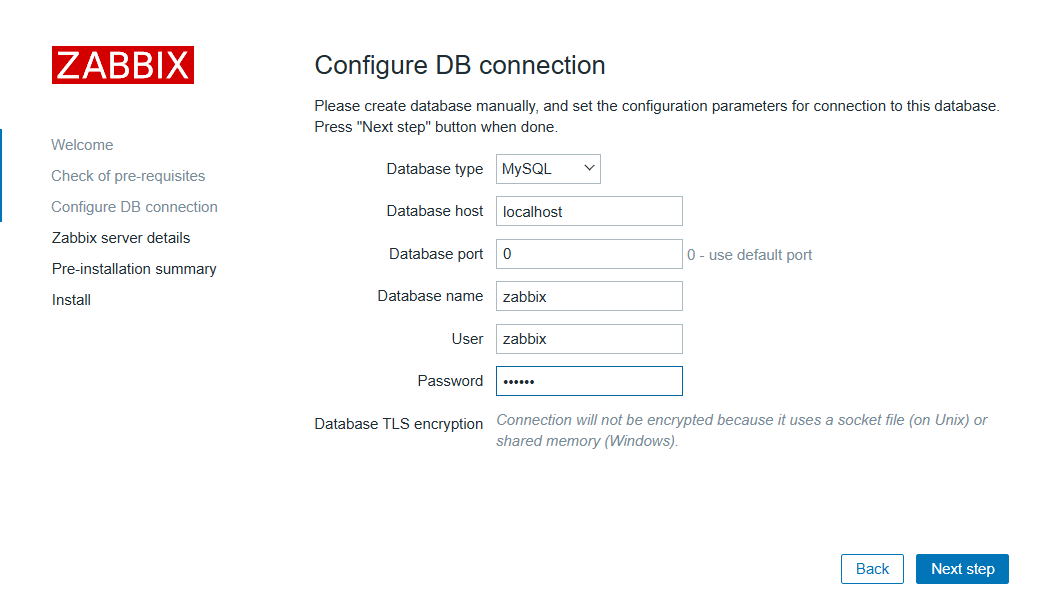 ZABBIX
Welcome
Check of pre-requisites
Configure DB connection
Zabbix server details
Pre-installation summary
Install
Configure DB connection
Please create database manually, and set the configuration parameters for connection to this database.
Press "Next step" button when done.
Database type MySQL
Database host localhost
Database port 0 0 - use default port
Database name zabbix
User zabbix
Password ••••••
Database TLS encryption Connection will not be encrypted because it uses a socket file (on Unix) or
shared memory (Windows).
Back Next step